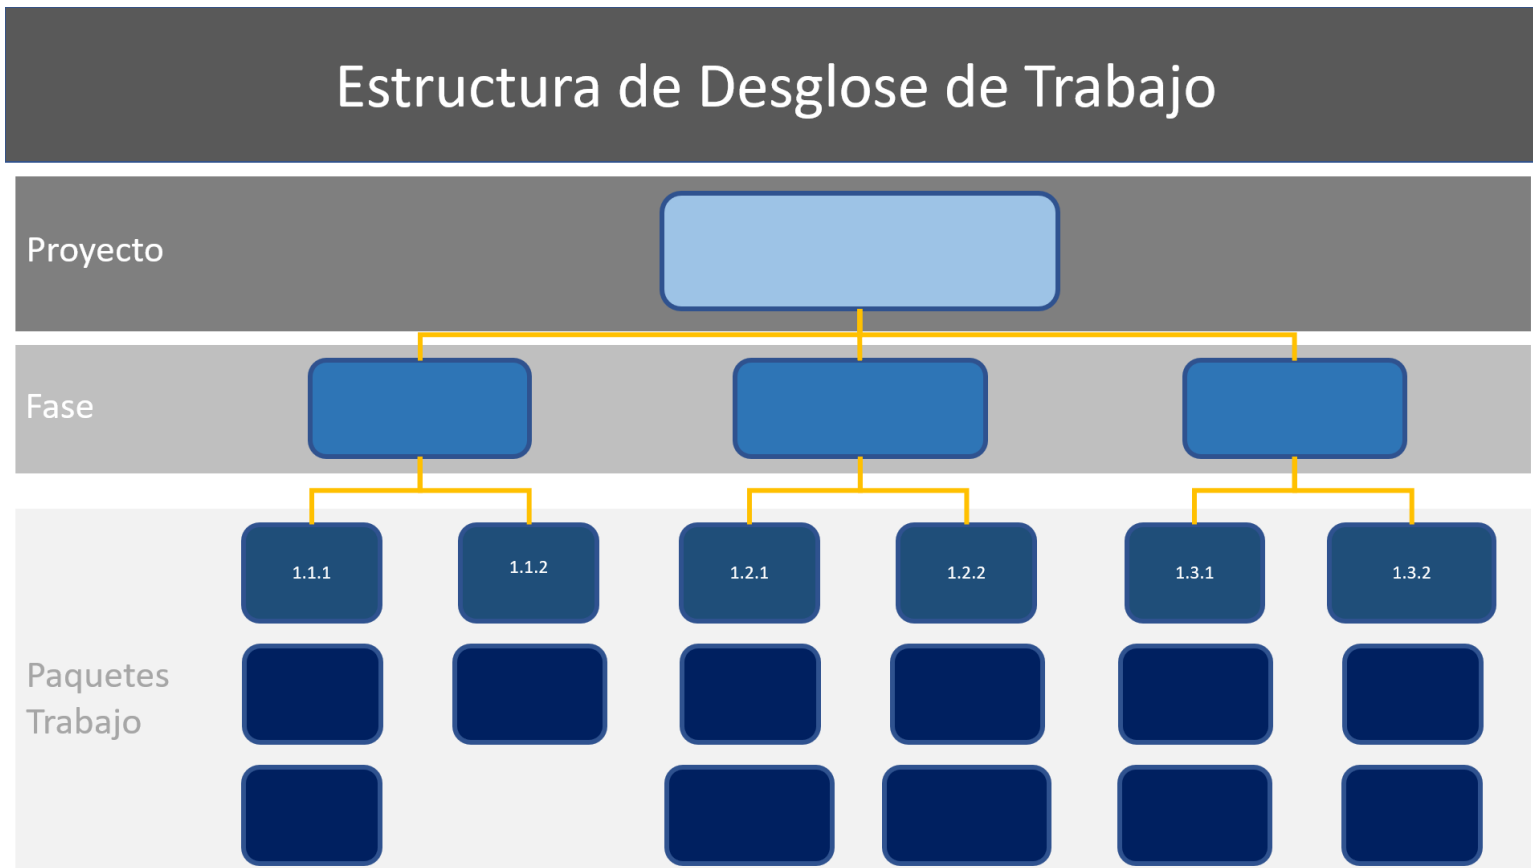 Estructura de Desglose de Trabajo
Proyecto
Fase
1.1.1
1.1.2
1.2.1
1.2.2
1.3.1
1.3.2
Paquetes
Trabajo